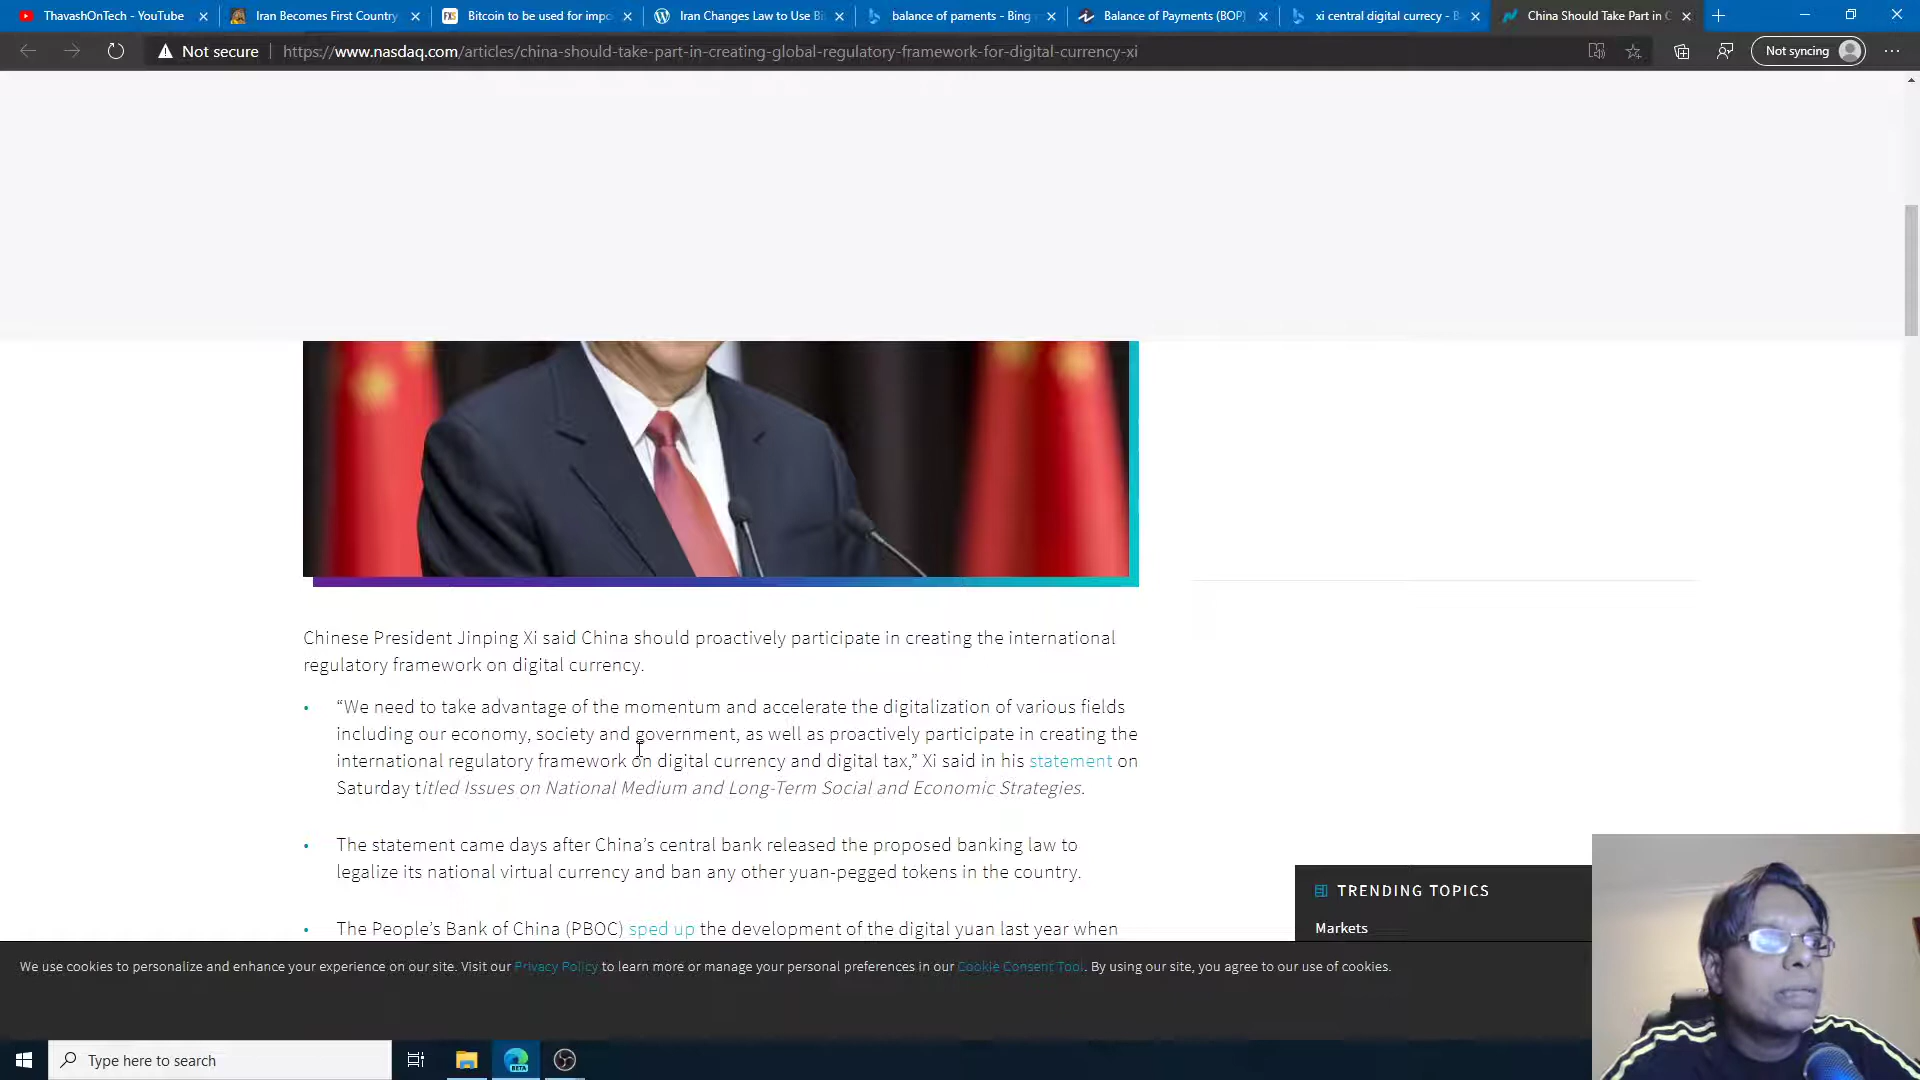 ThavashOnTech - YouTube
Iran Becomes First Country
FXS Bitcoin to be used for impo
Iran Changes Law to Use Bi
balance of paments - Bing
Balance of Payments (BOP)
xi central digital currecy - B
China Should Take Part in C
Not secure
https://www.nasdaq.com/articles/china-should-take-part-in-creating-global-regulatory-framework-for-digital-currency-xi
Not syncing
Chinese President Jinping Xi said China should proactively participate in creating the international
regulatory framework on digital currency.
• “We need to take advantage of the momentum and accelerate the digitalization of various fields
including our economy, society and government, as well as proactively participate in creating the
international regulatory framework on digital currency and digital tax,” Xi said in his statement on
Saturday titled Issues on National Medium and Long-Term Social and Economic Strategies.
• The statement came days after China’s central bank released the proposed banking law to
legalize its national virtual currency and ban any other yuan-pegged tokens in the country.
• The People’s Bank of China (PBOC) sped up the development of the digital yuan last year when
TRENDING TOPICS
Markets
We use cookies to personalize and enhance your experience on our site. Visit our Privacy Policy to learn more or manage your personal preferences in our Cookie Consent Tool. By using our site, you agree to our use of cookies.
Type here to search
BETA